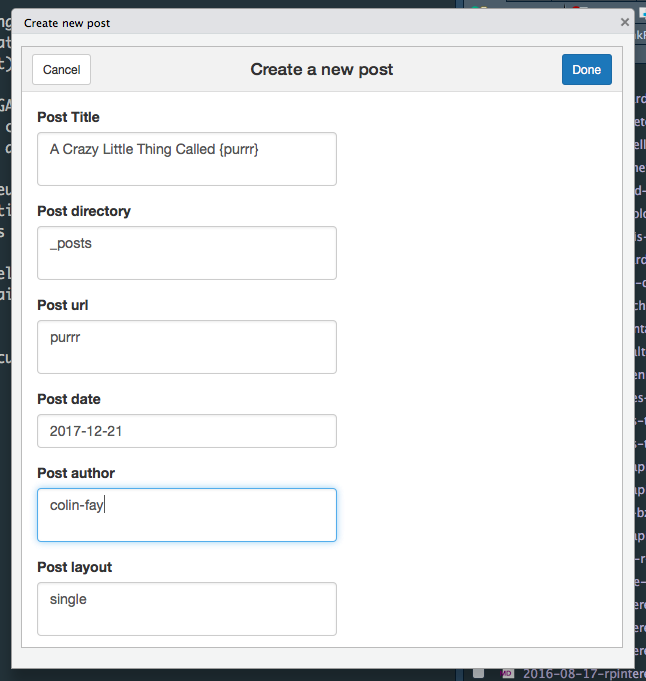 Create new post
Cancel
Create a new post
Done
Post Title
A Crazy Little Thing Called {purrr}
Post directory
_posts
Post url
purrr
Post date
2017-12-21
Post author
colin-fay
Post layout
single
2016-08-17-rpintere